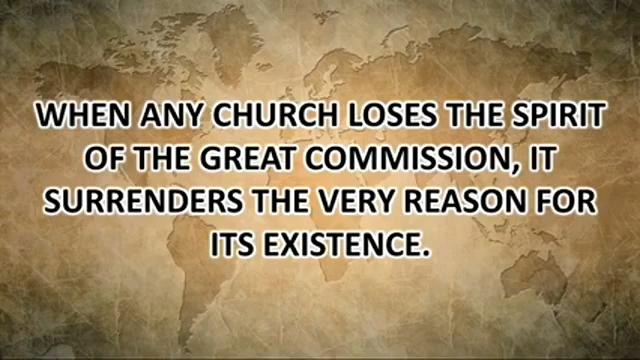 WHEN ANY CHURCH LOSES THE SPIRIT
OF THE GREAT COMMISSION, IT
SURRENDERS THE VERY REASON FOR
ITS EXISTENCE.